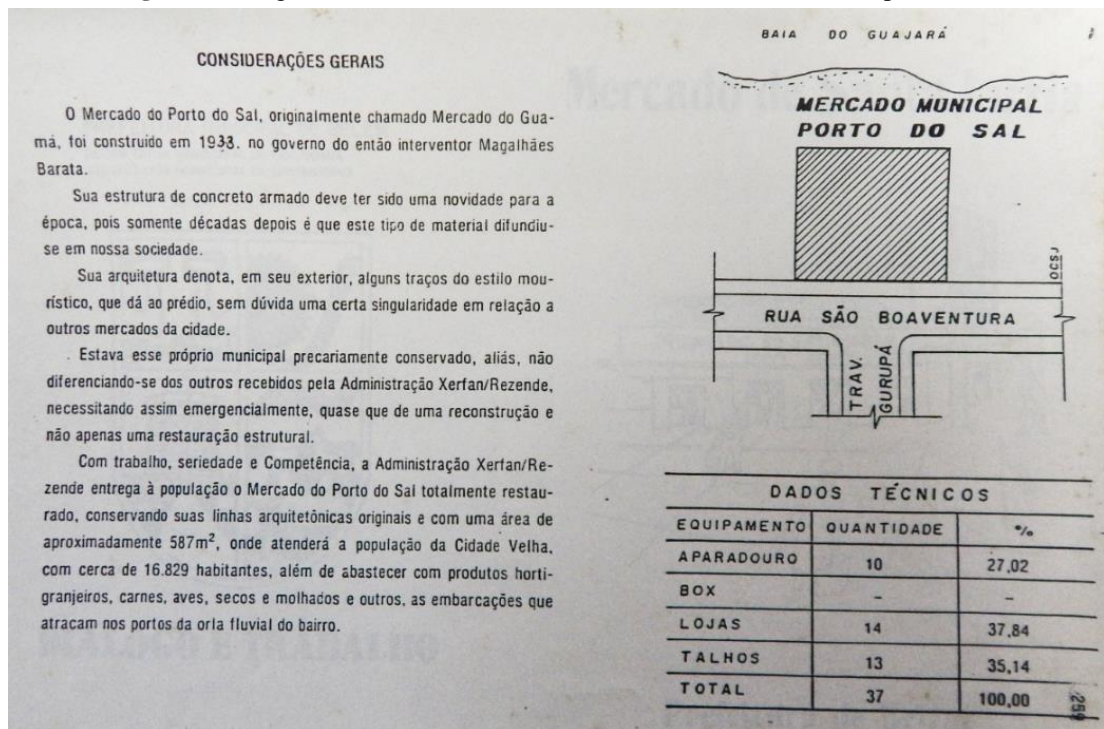 CONSIDERAÇÕES GERAIS
O Mercado do Porto do Sal, originalmente chamado Mercado do Gua-
má, foi construido em 1933. no governo do então interventor Magalhães
Barata.
Sua estrutura de concreto armado deve ter sido uma novidade para a
época, pois somente décadas depois é que este tipo de material difundiu-
se em nossa sociedade.
Sua arquitetura denota, em seu exterior, alguns traços do estilo mou-
rístico, que dá ao prédio, sem dúvida uma certa singularidade em relação a
outros mercados da cidade.
Estava esse próprio municipal precariamente conservado, aliás, não
diferenciando-se dos outros recebidos pela Administração Xerfan/Rezende,
necessitando assim emergencialmente, quase que de uma reconstrução e
não apenas uma restauração estrutural.
Com trabalho, seriedade e Competência, a Administração Xerfan/Re-
zende entrega à população o Mercado do Porto do Sal totalmente restau-
rado, conservando suas linhas arquitetônicas originais e com uma área de
aproximadamente 587m², onde atenderá a população da Cidade Velha,
com cerca de 16.829 habitantes, além de abastecer com produtos horti-
granjeiros, carnes, aves, secos e molhados e outros, as embarcações que
atracam nos portos da orla fluvial do bairro.
BAIA DO GUAJARÁ
MERCADO MUNICIPAL
PORTO DO SAL
OCSJ
RUA SÃO BOAVENTURA
TRAV.
GURUPÁ
DADOS TÉCNICOS
EQUIPAMENTO QUANTIDADE %
APARADOURO 10 27,02
BOX - -
LOJAS 14 37,84
TALHOS 13 35,14
TOTAL 37 100,00
259